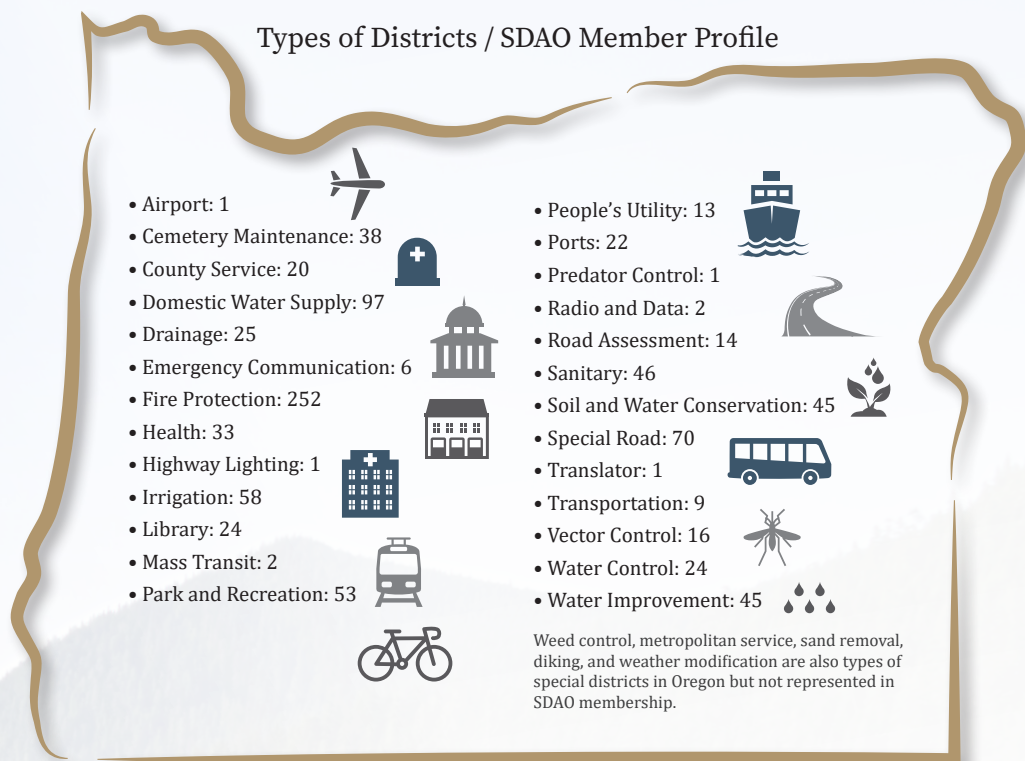 Types of Districts / SDAO Member Profile
• Airport: 1
• Cemetery Maintenance: 38
• County Service: 20
• Domestic Water Supply: 97
• Drainage: 25
• Emergency Communication: 6
• Fire Protection: 252
• Health: 33
• Highway Lighting: 1
• Irrigation: 58
• Library: 24
• Mass Transit: 2
• Park and Recreation: 53
• People’s Utility: 13
• Ports: 22
• Predator Control: 1
• Radio and Data: 2
• Road Assessment: 14
• Sanitary: 46
• Soil and Water Conservation: 45
• Special Road: 70
• Translator: 1
• Transportation: 9
• Vector Control: 16
• Water Control: 24
• Water Improvement: 45
Weed control, metropolitan service, sand removal,
diking, and weather modification are also types of
special districts in Oregon but not represented in
SDAO membership.